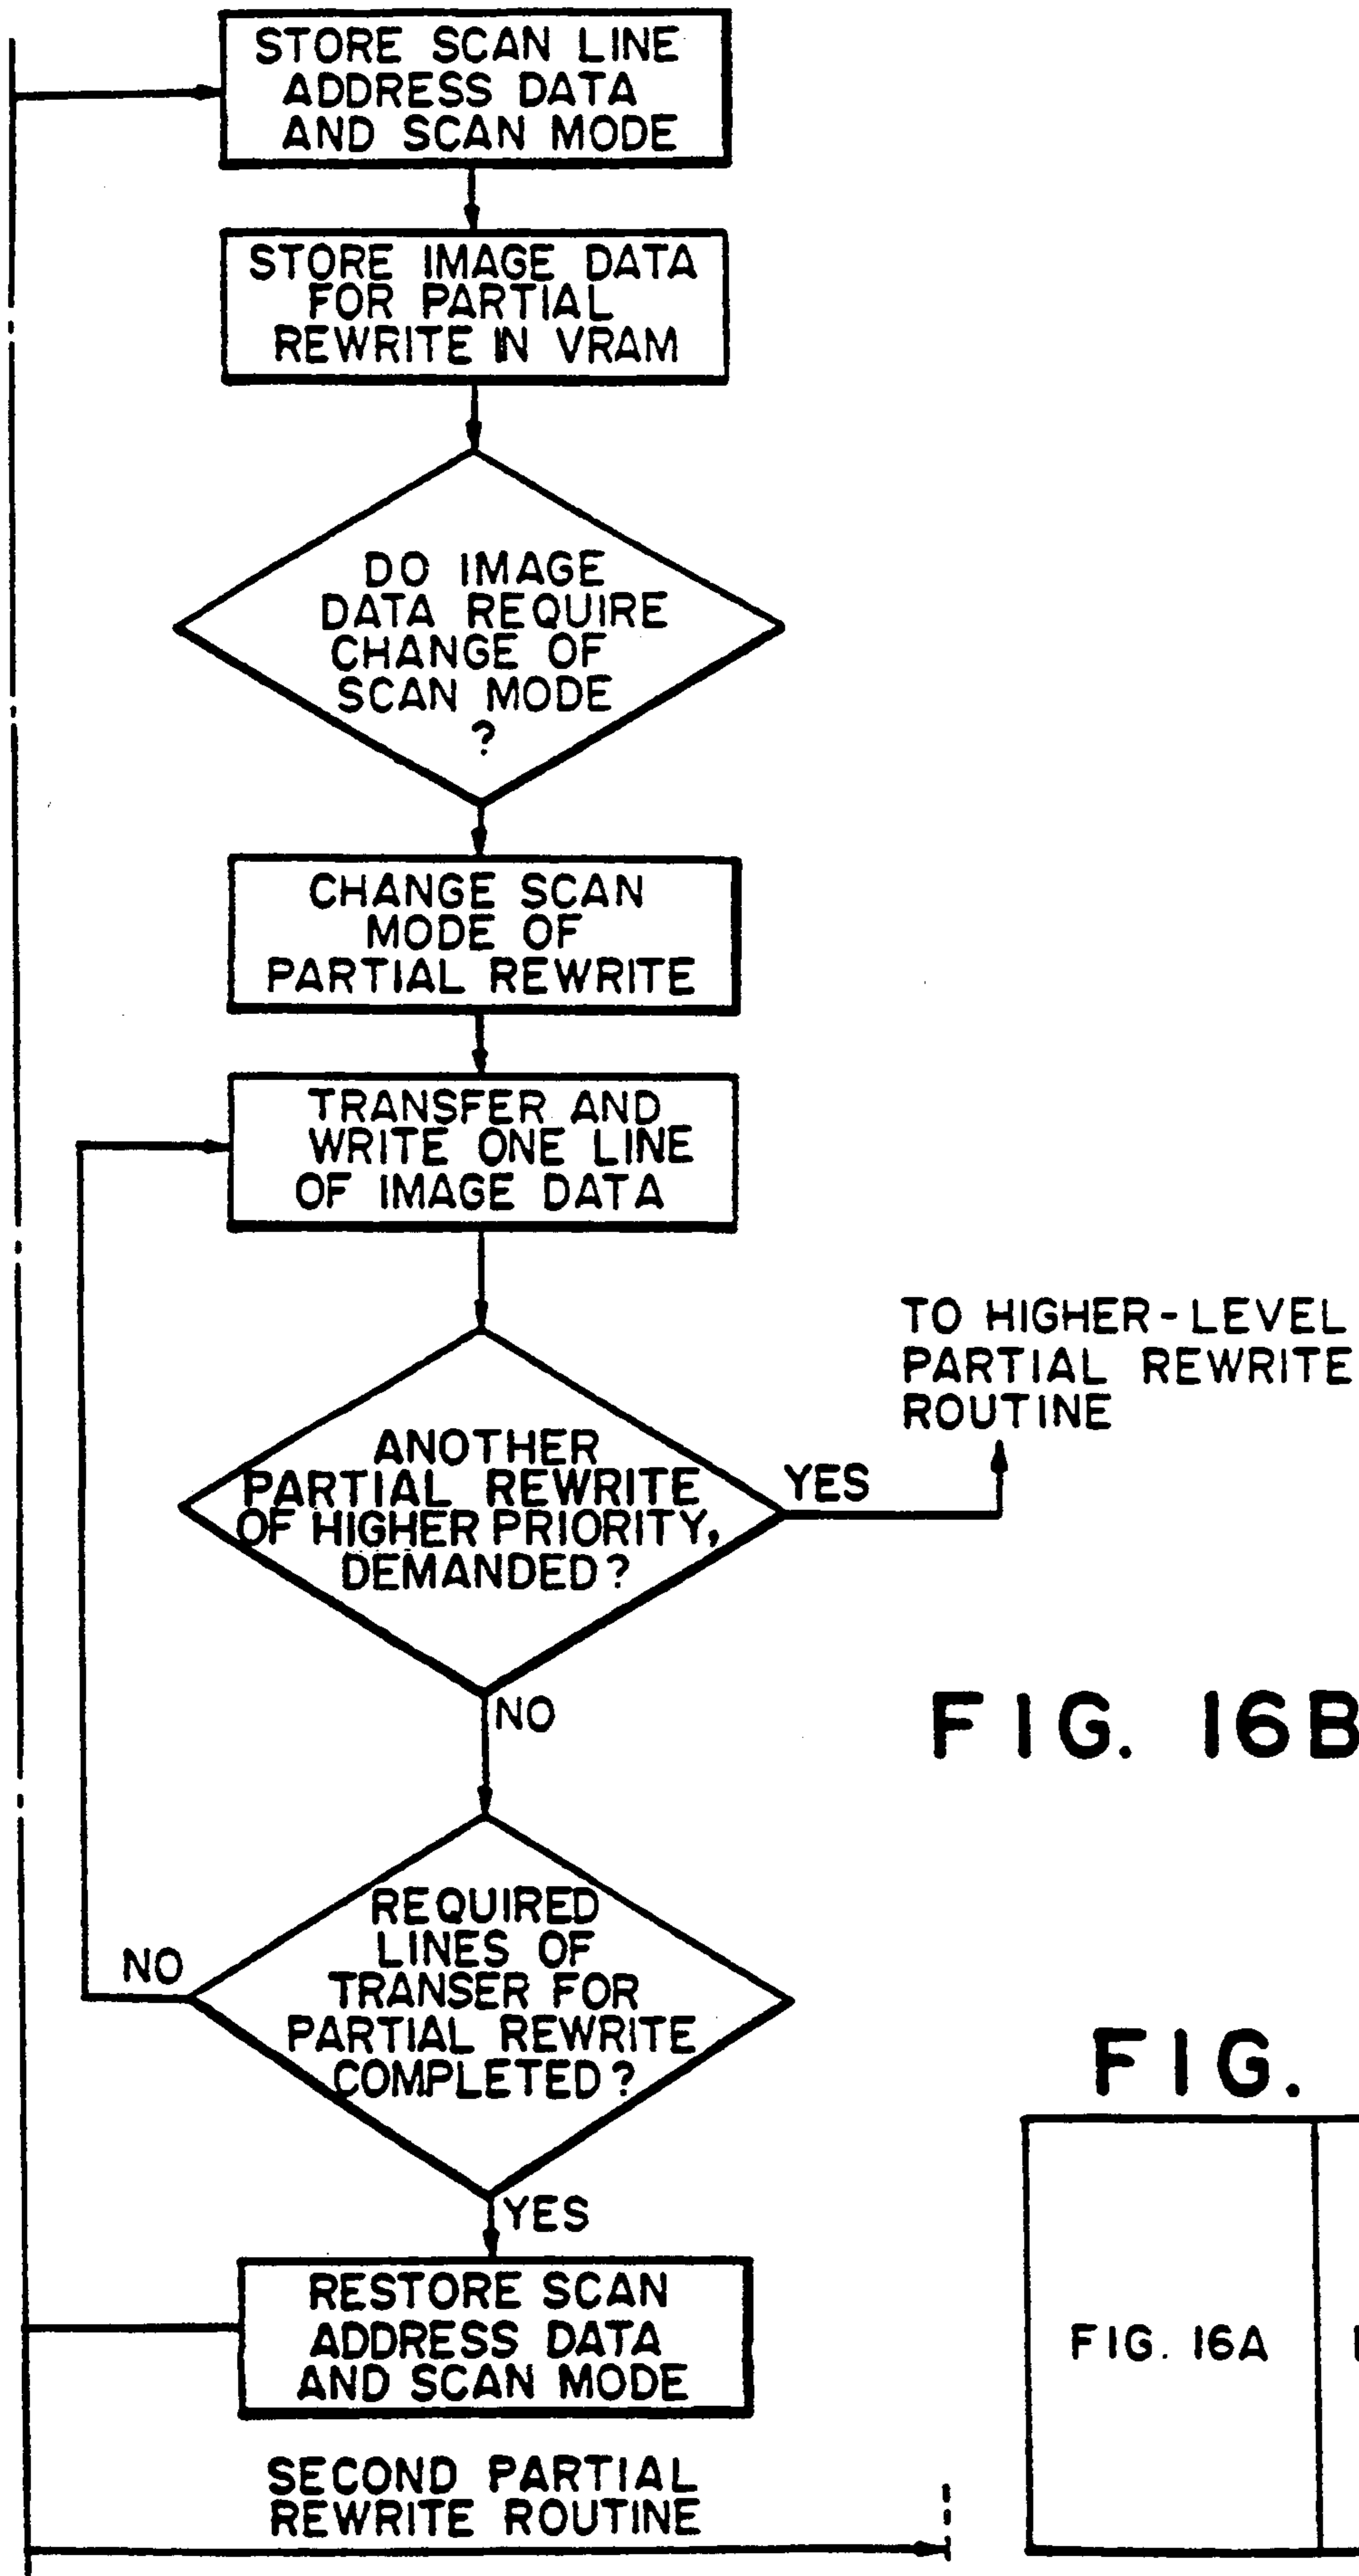 STORE SCAN LINE
ADDRESS DATA
AND SCAN MODE
STORE IMAGE DATA
FOR PARTIAL
REWRITE IN VRAM
DO IMAGE
DATA REQUIRE
CHANGE OF
SCAN MODE
?
CHANGE SCAN
MODE OF
PARTIAL REWRITE
TRANSFER AND
WRITE ONE LINE
OF IMAGE DATA
TO HIGHER-LEVEL
PARTIAL REWRITE
ROUTINE
ANOTHER
PARTIAL REWRITE
OF HIGHER PRIORITY,
DEMANDED?
YES
NO
FIG. 16B
REQUIRED
LINES OF
TRANSER FOR
PARTIAL REWRITE
COMPLETED?
NO
YES
FIG.
RESTORE SCAN
ADDRESS DATA
AND SCAN MODE
FIG. 16A
SECOND PARTIAL
REWRITE ROUTINE